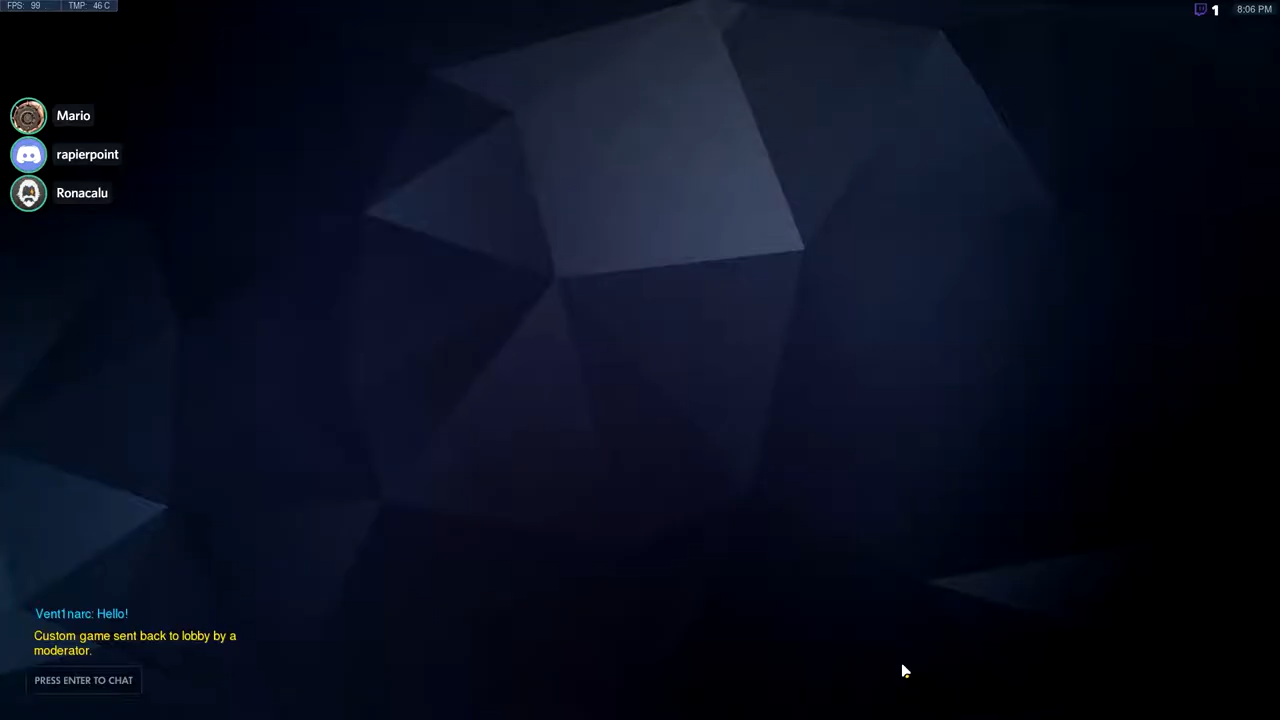 FPS: 99 TMP: 46 C
1 8:06 PM
Mario
rapierpoint
Ronacalu
Vent1narc: Hello!
Custom game sent back to lobby by a
moderator.
PRESS ENTER TO CHAT